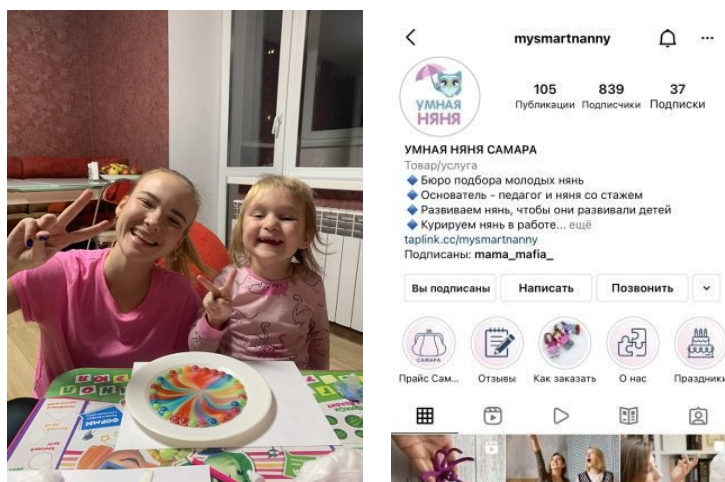 ФОРМЫ
mysmartnanny
УМНАЯ
НЯНЯ
105
839
37
Публикации
Подписчики
Подписки
УМНАЯ НЯНЯ САМАРА
Товар/услуга
Бюро подбора молодых нянь
Основатель - педагог и няня со стажем
Развиваем нянь, чтобы они развивали детей
Курируем нянь в работе... ещё
taplink.cc/mysmartnanny
Подписаны: mama_mafia_
Вы подписаны
Написать
Позвонить
САМАРА
Прайс Сам...
Отзывы
Как заказать
О нас
Праздники